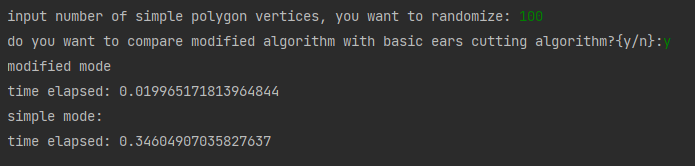 input number of simple polygon vertices, you want to randomize: 100
do you want to compare modified algorithm with basic ears cutting algorithm?{y/n}:y
modified mode
time elapsed: 0.019965171813964844
simple mode:
time elapsed: 0.34604907035827637